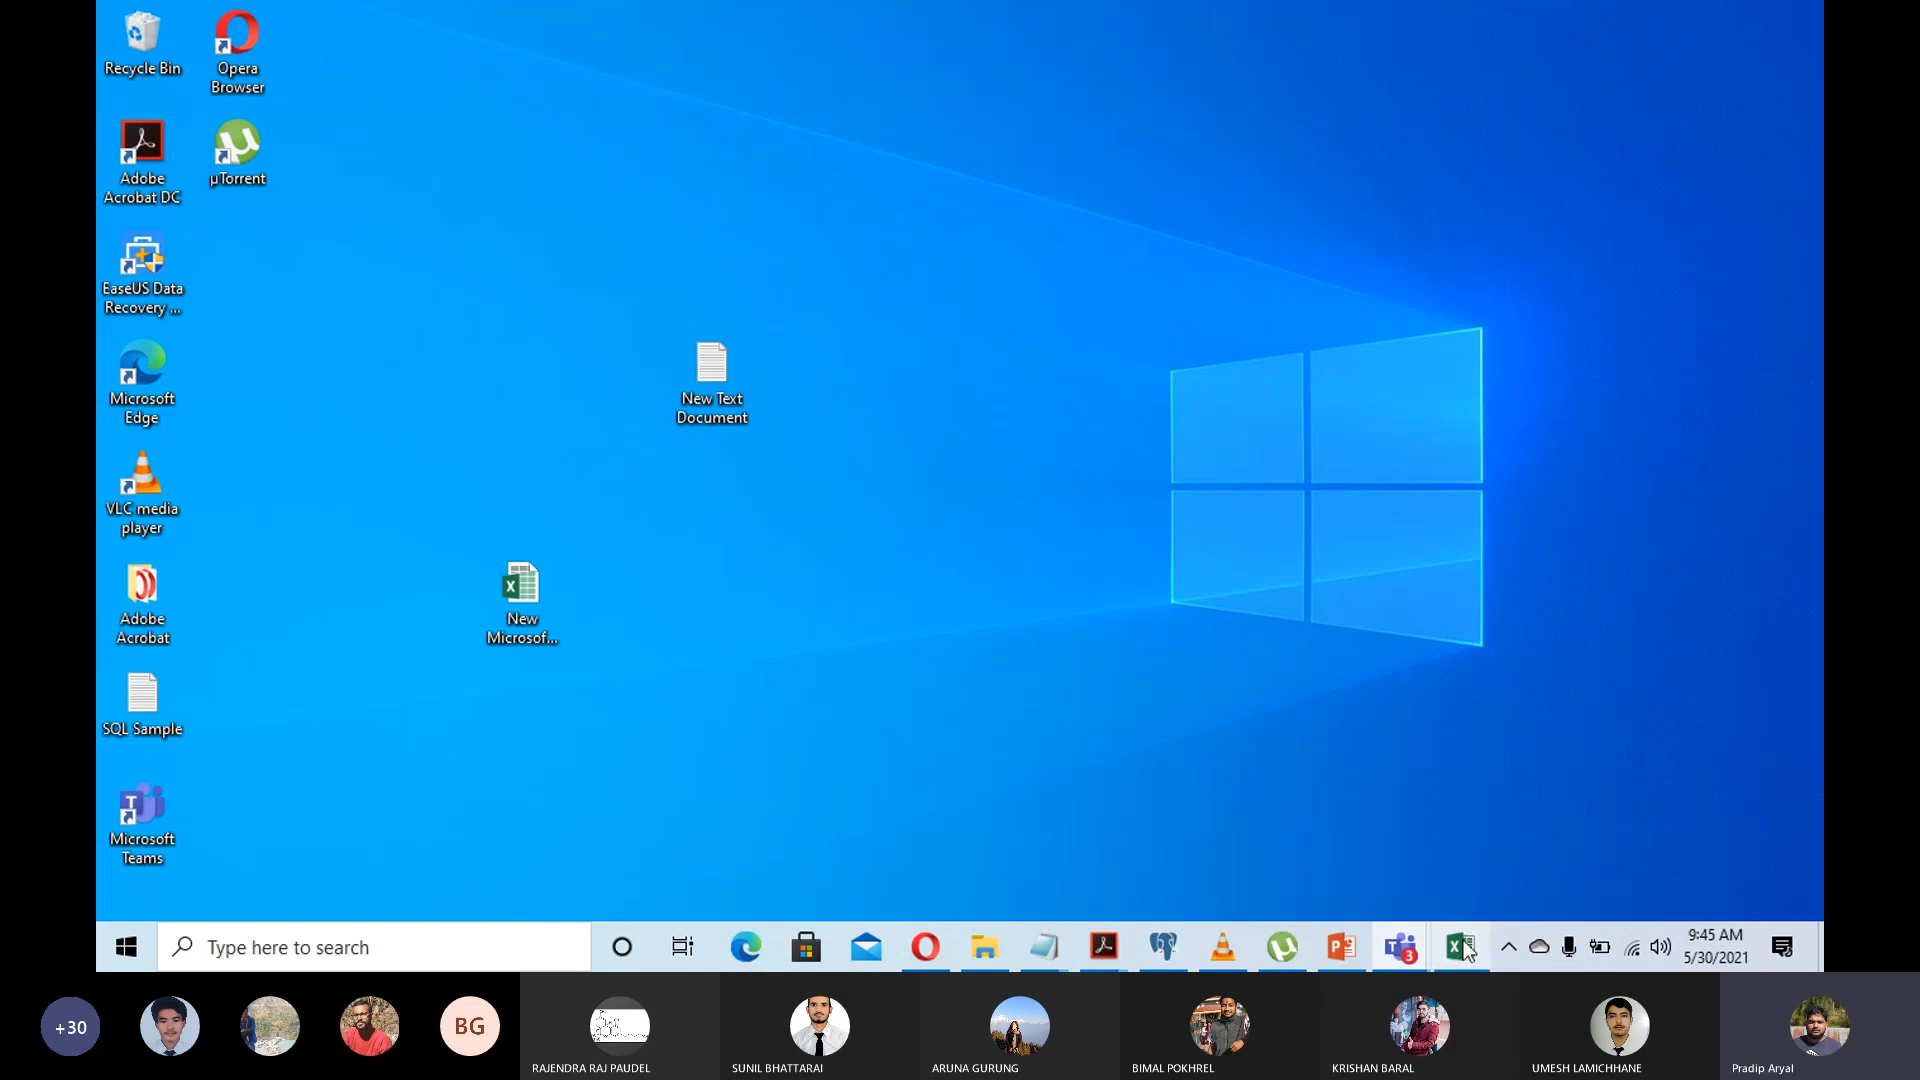 Recycle Bin
Opera
Browser
Adobe
Acrobat DC
µTorrent
EaseUS Data
Recovery ...
Microsoft
Edge
New Text
Document
VLC media
player
Adobe
Acrobat
New
Microsof...
SQL Sample
Microsoft
Teams
Type here to search
3
9:45 AM
5/30/2021
+30
BG
RAJENDRA RAJ PAUDEL
SUNIL BHATTARAI
ARUNA GURUNG
BIMAL POKHREL
KRISHAN BARAL
UMESH LAMICHHANE
Pradip Aryal